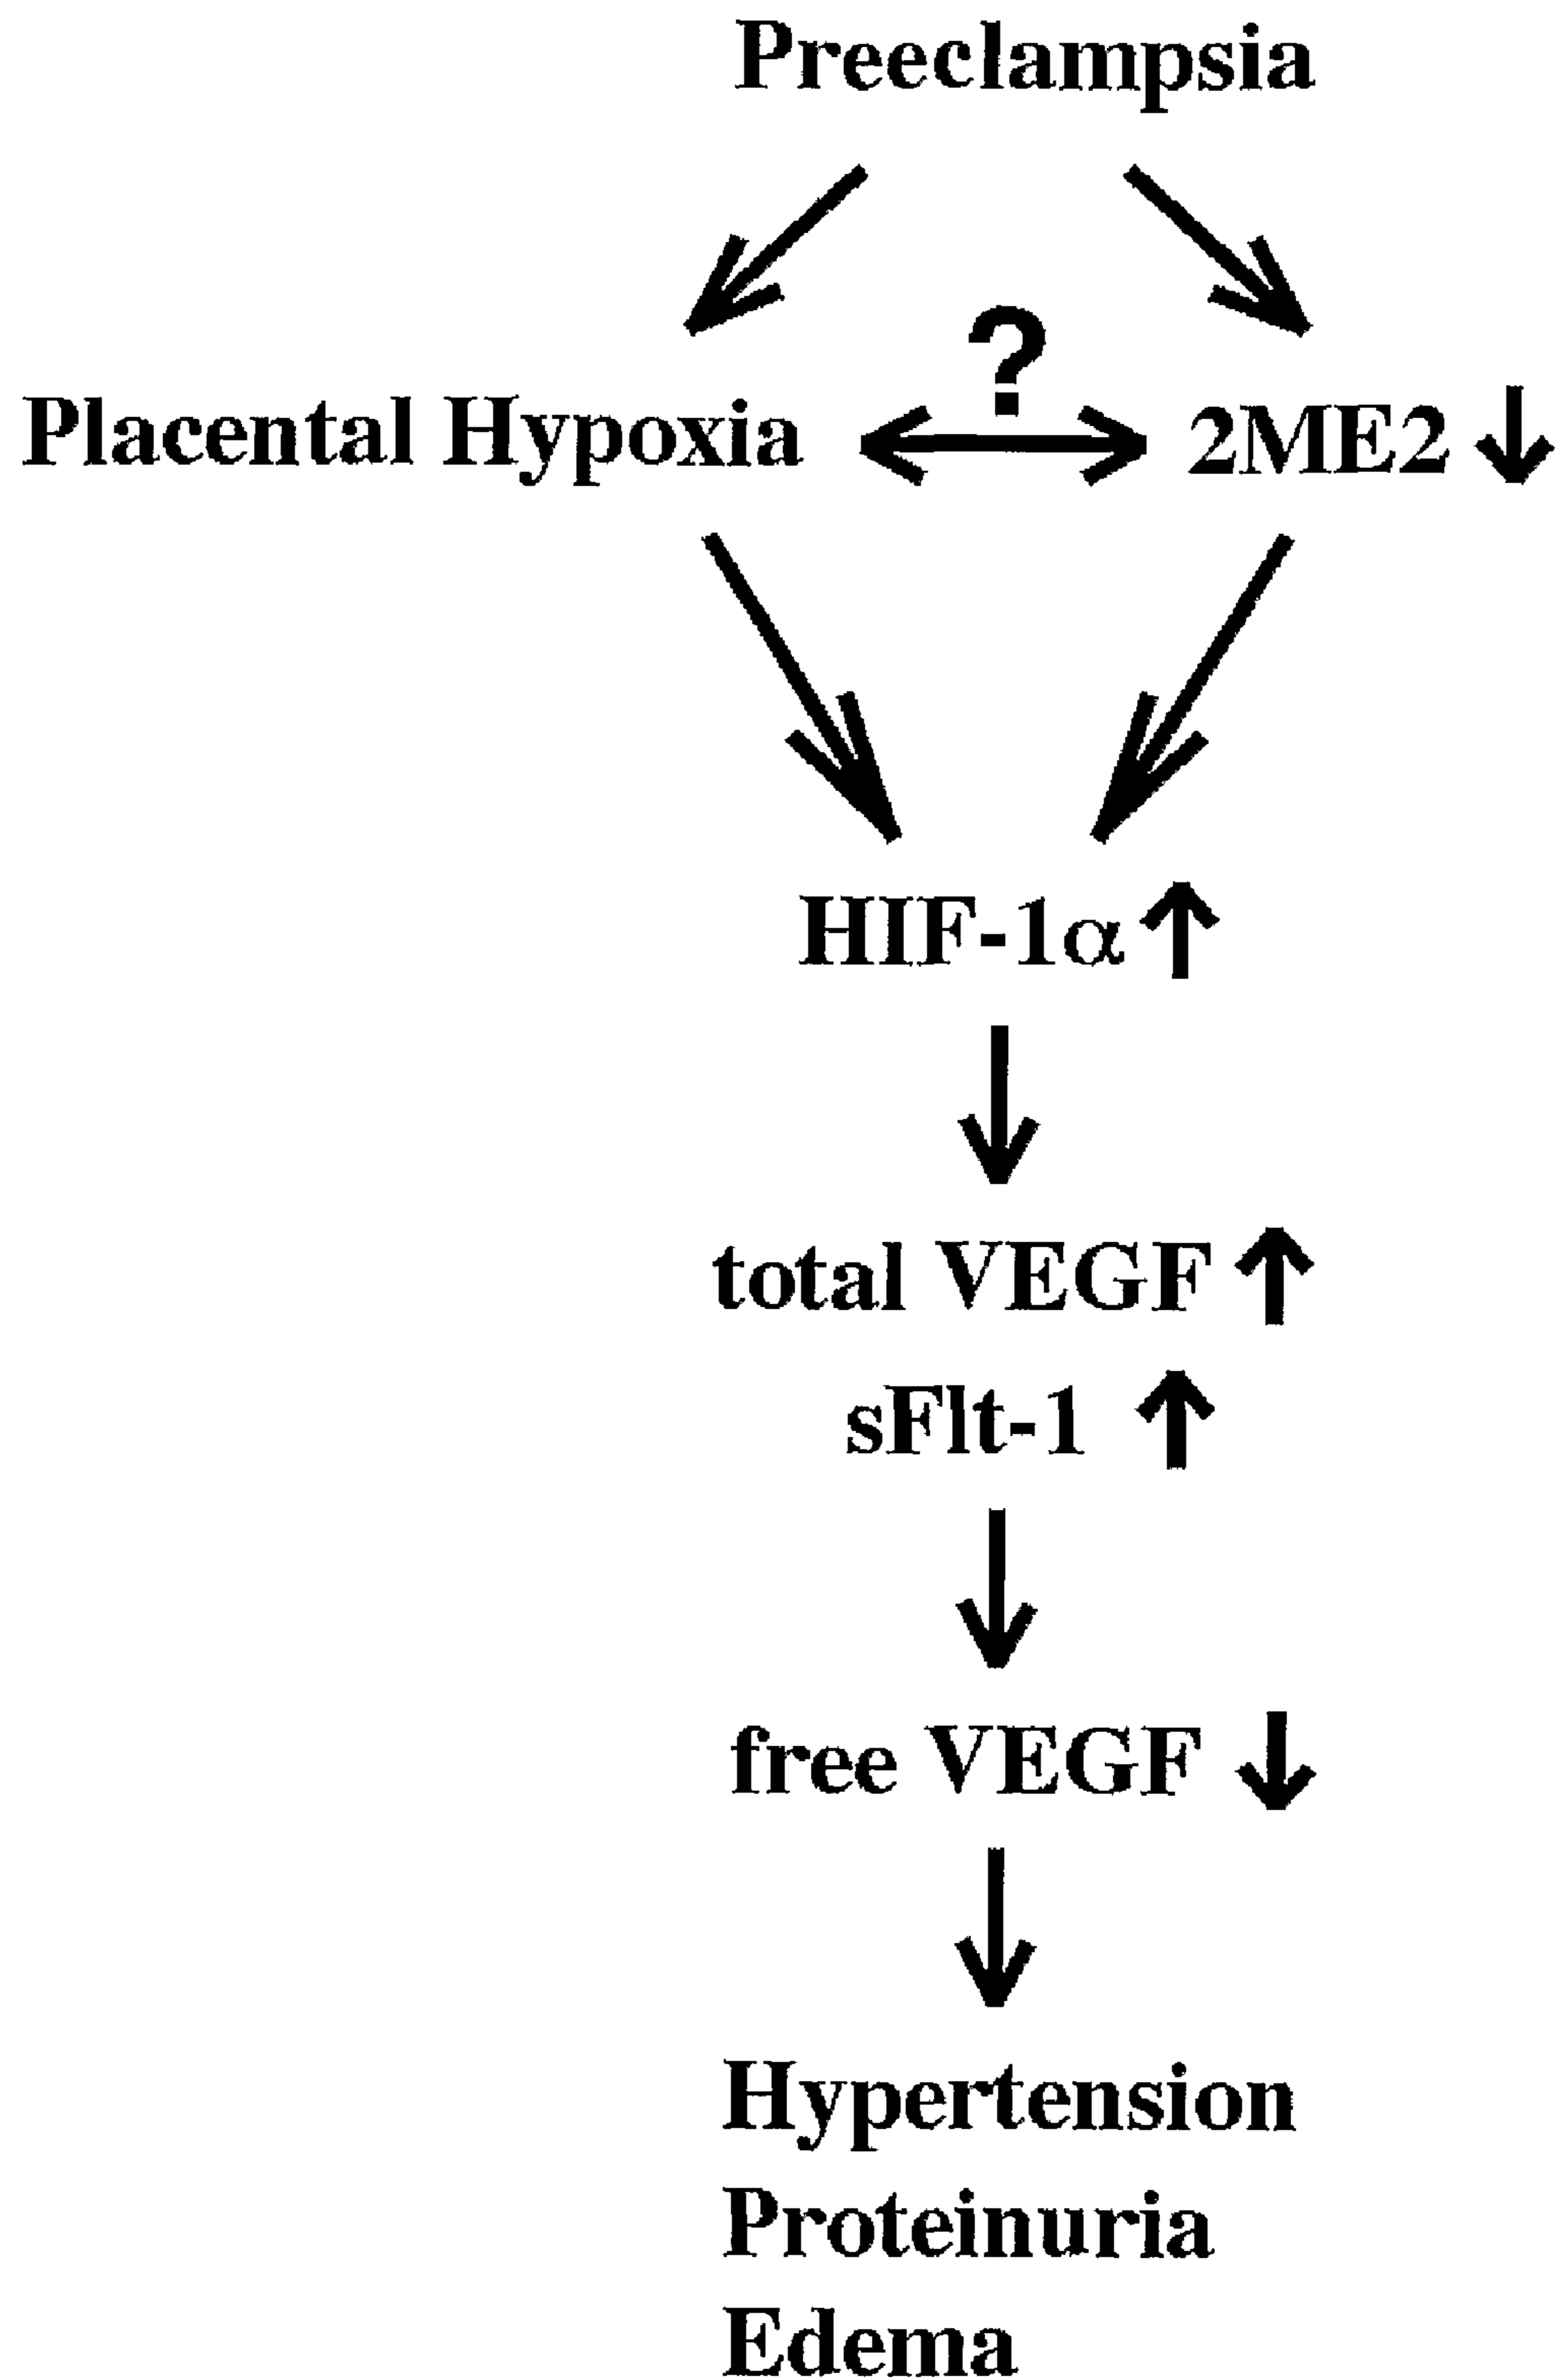 Preeclampsia
?
Placental Hypoxia 2ME2 ↓
HIF-1α ↑
total VEGF ↑
sFlt-1 ↑
free VEGF ↓
Hypertension
Proteinuria
Edema